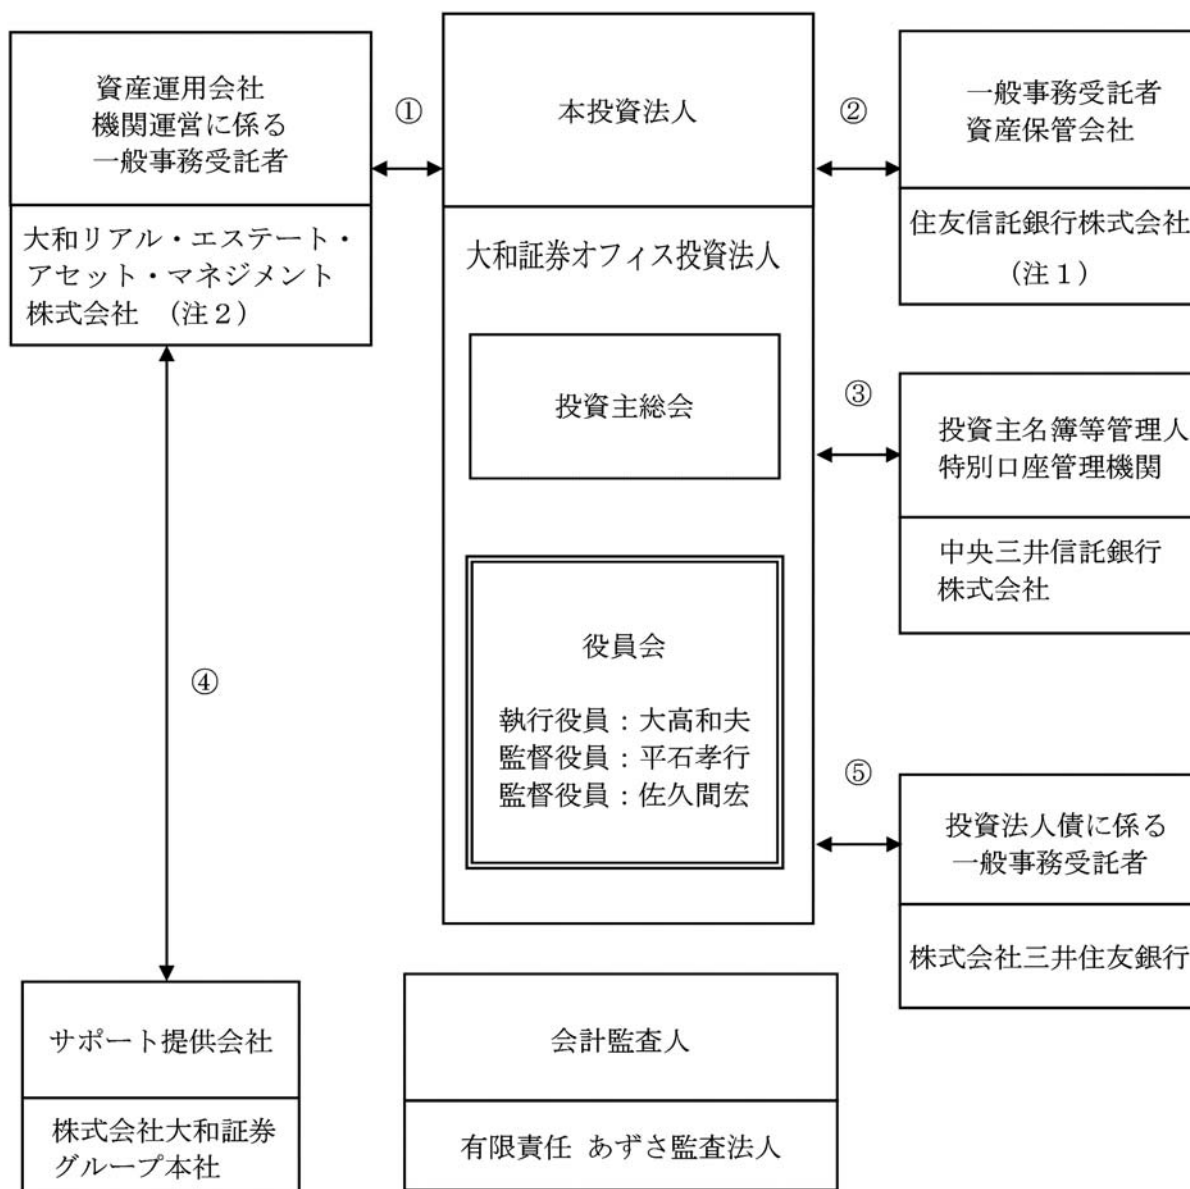 資産運用会社
機関運営に係る
一般事務受託者
大和リアル・エステート・
アセット・マネジメント
株式会社 （注２）
①
本投資法人
大和証券オフィス投資法人
投資主総会
役員会
執行役員：大高和夫
監督役員：平石孝行
監督役員：佐久間宏
②
一般事務受託者
資産保管会社
住友信託銀行株式会社
（注１）
③
投資主名簿等管理人
特別口座管理機関
中央三井信託銀行
株式会社
④
⑤
投資法人債に係る
一般事務受託者
株式会社三井住友銀行
サポート提供会社
株式会社大和証券
グループ本社
会計監査人
有限責任 あずさ監査法人